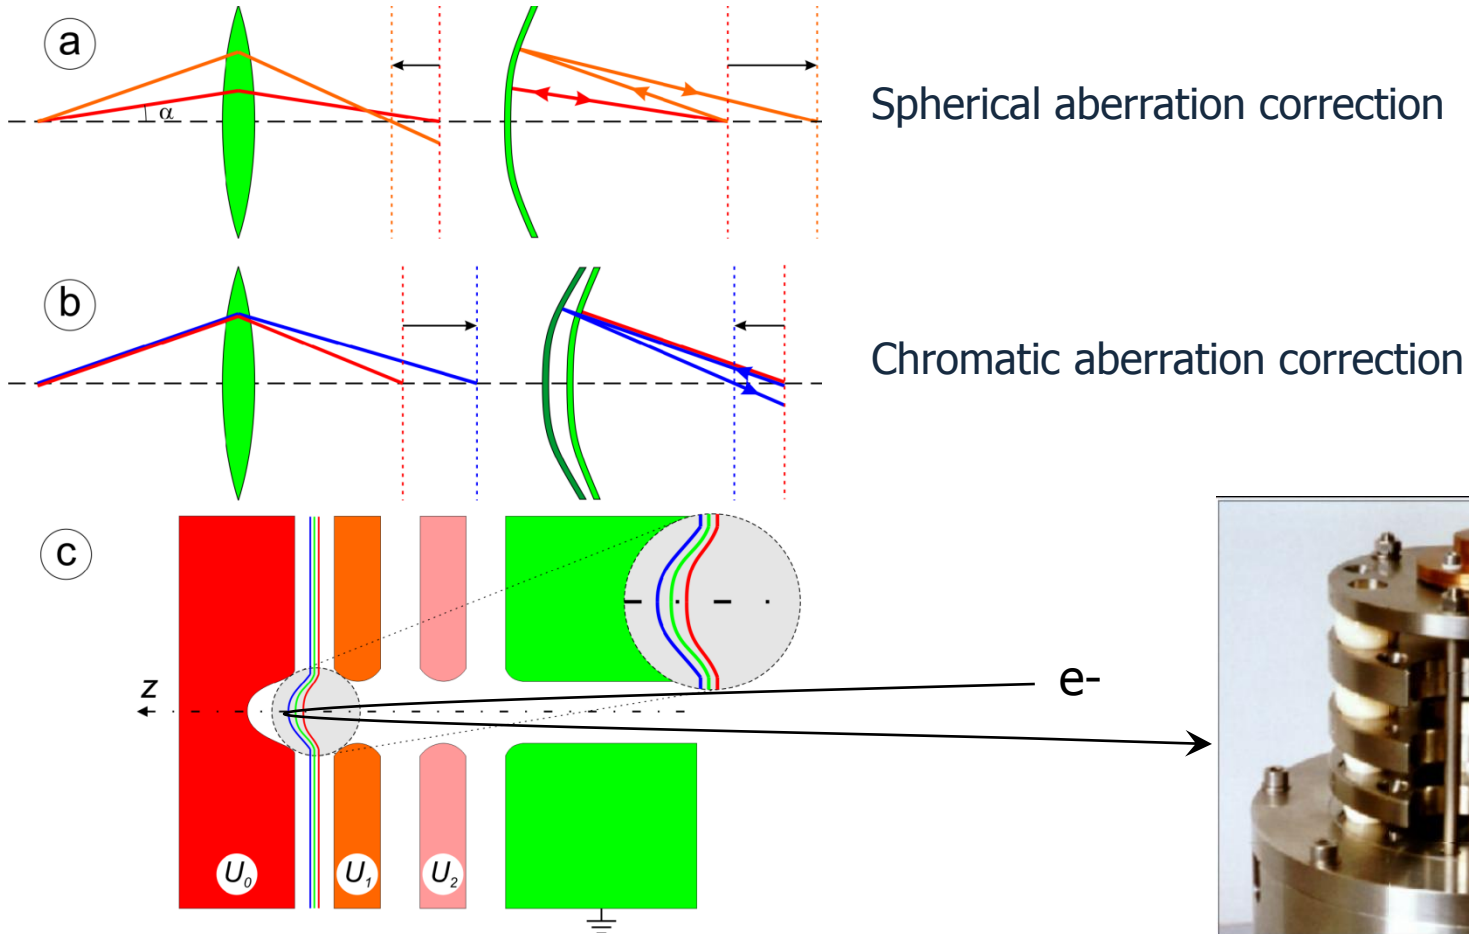 a
α
Spherical aberration correction
b
Chromatic aberration correction
c
z
e-
U0
U1
U2